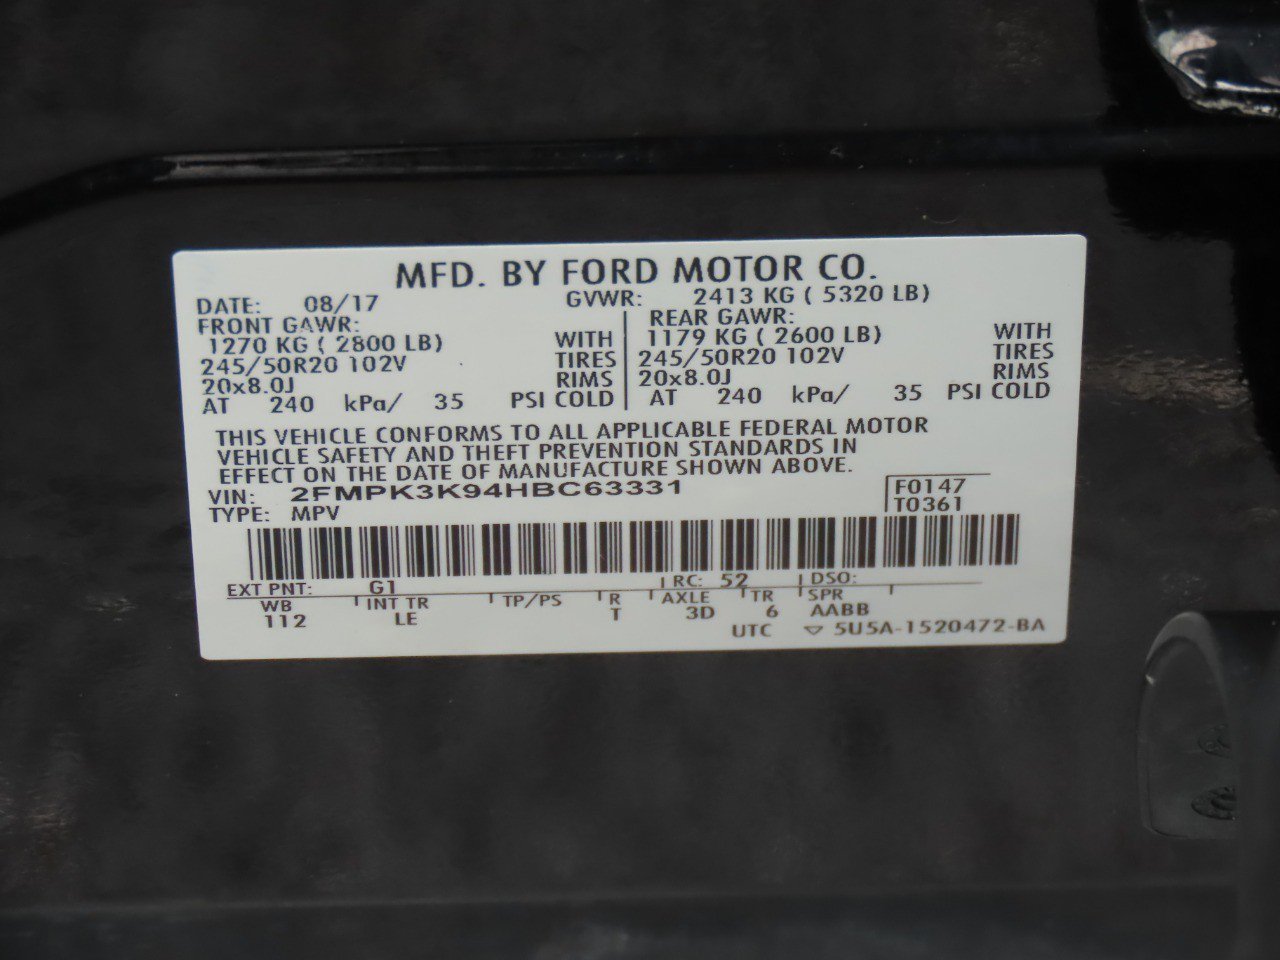 MFD. BY FORD MOTOR CO.
DATE: 08/17 GVWR: 2413 KG ( 5320 LB)
FRONT GAWR: REAR GAWR:
1270 KG ( 2800 LB) WITH 1179 KG ( 2600 LB) WITH
245/50R20 102V TIRES 245/50R20 102V TIRES
20x8.0J RIMS 20x8.0J RIMS
AT 240 kPa/ 35 PSI COLD AT 240 kPa/ 35 PSI COLD
THIS VEHICLE CONFORMS TO ALL APPLICABLE FEDERAL MOTOR
VEHICLE SAFETY AND THEFT PREVENTION STANDARDS IN
EFFECT ON THE DATE OF MANUFACTURE SHOWN ABOVE.
VIN: 2FMPK3K94HBC63331 F0147
TYPE: MPV T0361
EXT PNT: G1 RC: 52 DSO:
WB INT TR TP/PS R AXLE TR SPR
112 LE T 3D 6 AABB
UTC ▽ 5U5A-1520472-BA